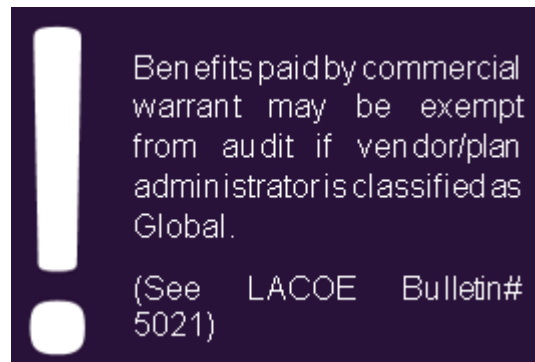 Benefits paid by commercial
warrant may be exempt
from audit if vendor/plan
administrator is classified as
Global.
(See LACOE Bulletin#
5021)